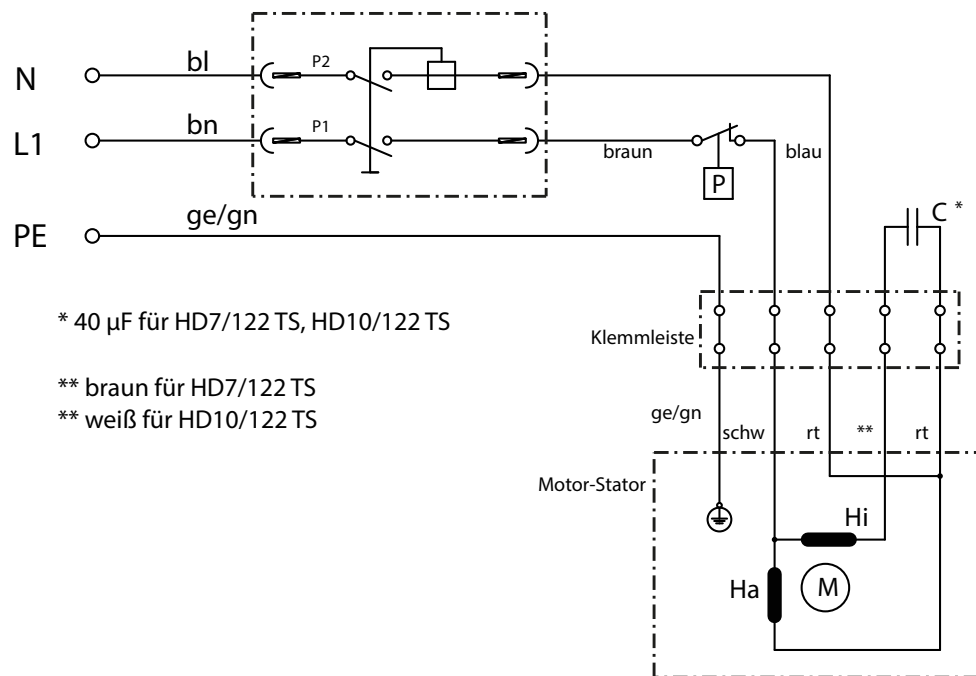 N
bl
P2
L1
bn
P1
braun
blau
P
PE
ge/gn
C *
* 40 µF für HD7/122 TS, HD10/122 TS
Klemmleiste
** braun für HD7/122 TS
** weiß für HD10/122 TS
ge/gn
schw
rt
**
rt
Motor-Stator
Hi
Ha
M